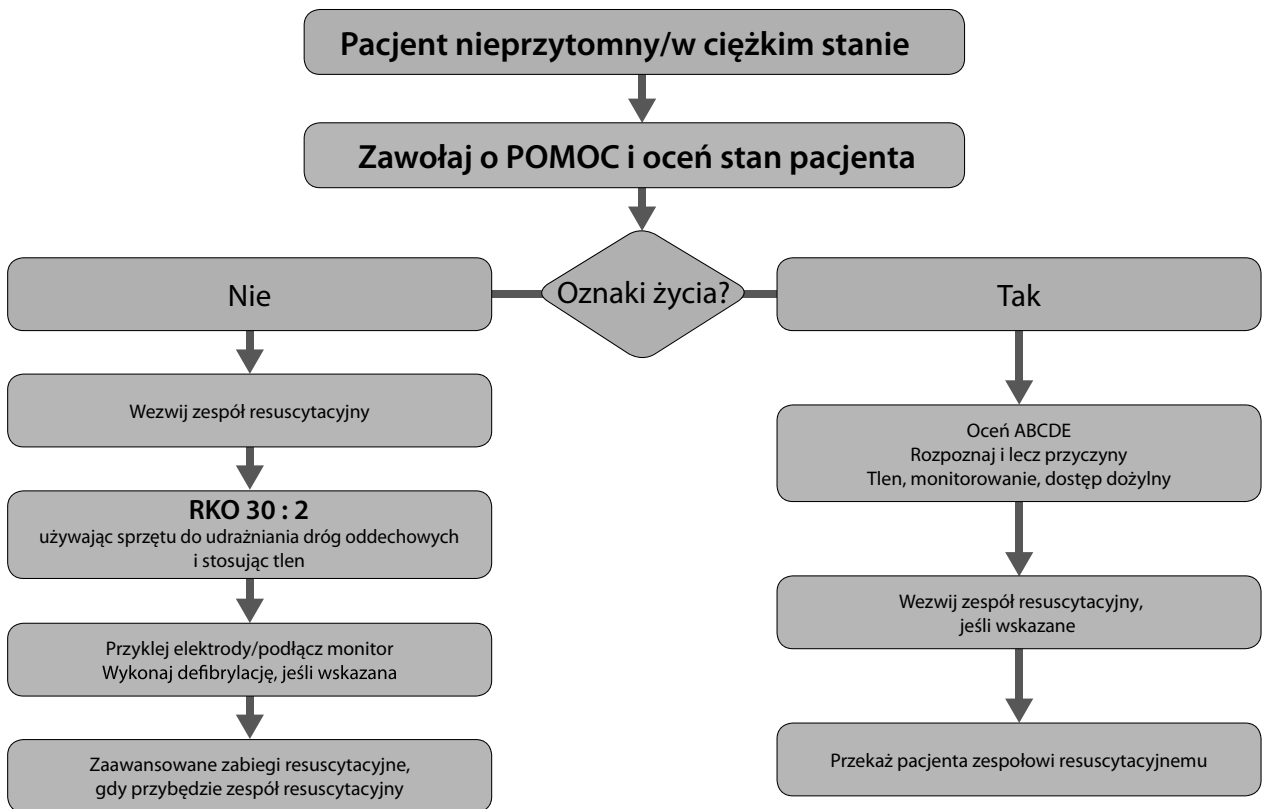 Pacjent nieprzytomny/w ciężkim stanie
Zawołaj o POMOC i oceń stan pacjenta
Oznaki życia?
Nie
Wezwij zespół resuscytacyjny
RKO 30 : 2
używając sprzętu do udrażniania dróg oddechowych
i stosując tlen
Przyklej elektrody/podłącz monitor
Wykonaj defibrylację, jeśli wskazana
Zaawansowane zabiegi resuscytacyjne,
gdy przybędzie zespół resuscytacyjny
Tak
Oceń ABCDE
Rozpoznaj i lecz przyczyny
Tlen, monitorowanie, dostęp dożylny
Wezwij zespół resuscytacyjny,
jeśli wskazane
Przekaż pacjenta zespołowi resuscytacyjnemu